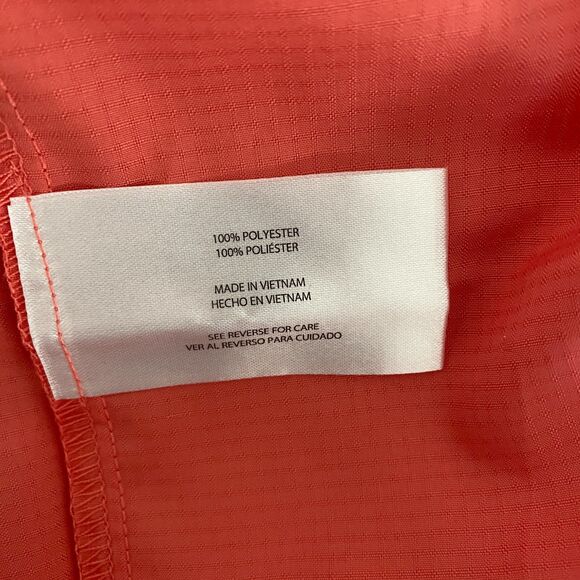 100% POLYESTER
100% POLIÉSTER
MADE IN VIETNAM
HECHO EN VIETNAM
SEE REVERSE FOR CARE
VER AL REVERSO PARA CUIDADO